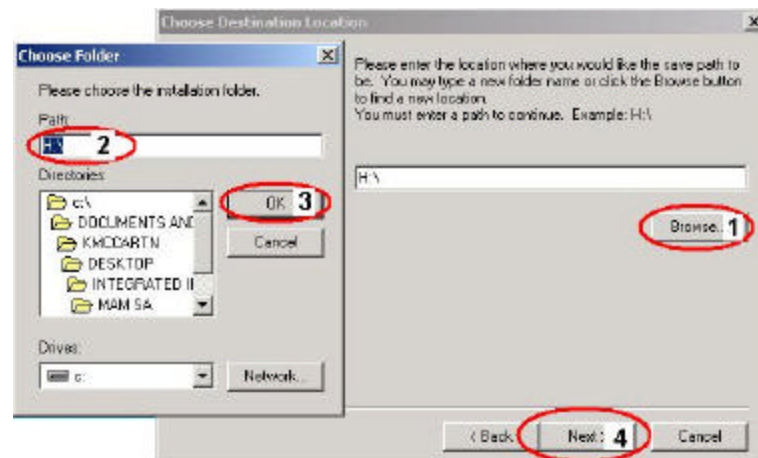 Choose Destination Location
x
Choose Folder
x
Please choose the installation folder.
Path:
H:\ 2
Directories:
c:\
DOCUMENTS AND
KMCCARTN
DESKTOP
INTEGRATED I
MAM SA
OK 3
Cancel
Drives:
c:
Network...
Please enter the location where you would like the save path to
be. You may type a new folder name or click the Browse button
to find a new location.
You must enter a path to continue. Example: H:\
H:\
Browse.. 1
< Back
Next > 4
Cancel